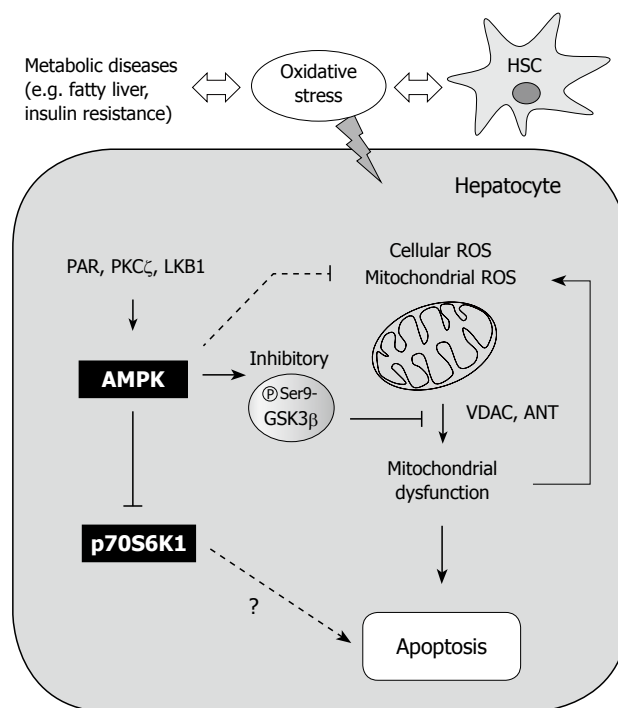 Metabolic diseases
(e.g. fatty liver,
insulin resistance)
Oxidative
stress
HSC
Hepatocyte
PAR, PKCζ, LKB1
Cellular ROS
Mitochondrial ROS
AMPK
Inhibitory
Ⓟ Ser9-
GSK3β
VDAC, ANT
Mitochondrial
dysfunction
p70S6K1
?
Apoptosis